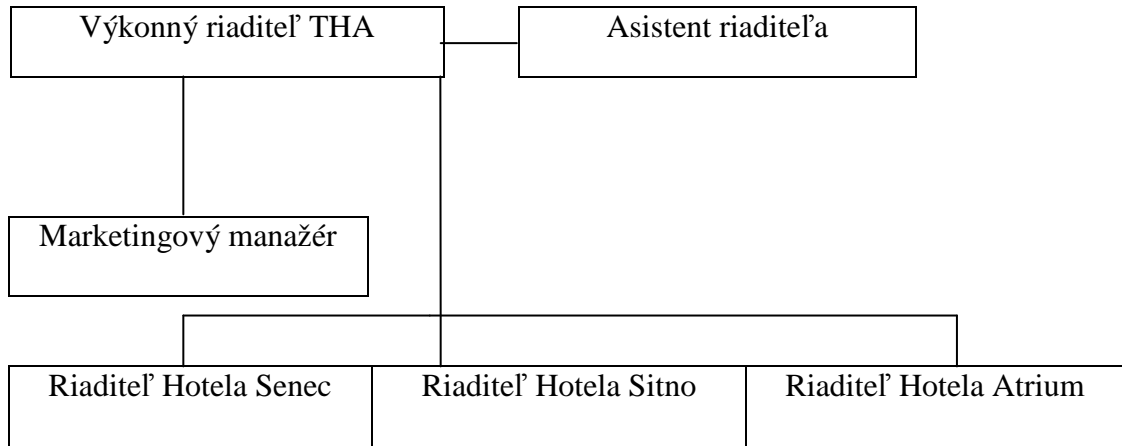 Výkonný riaditeľ THA
Asistent riaditeľa
Marketingový manažér
Riaditeľ Hotela Senec
Riaditeľ Hotela Sitno
Riaditeľ Hotela Atrium